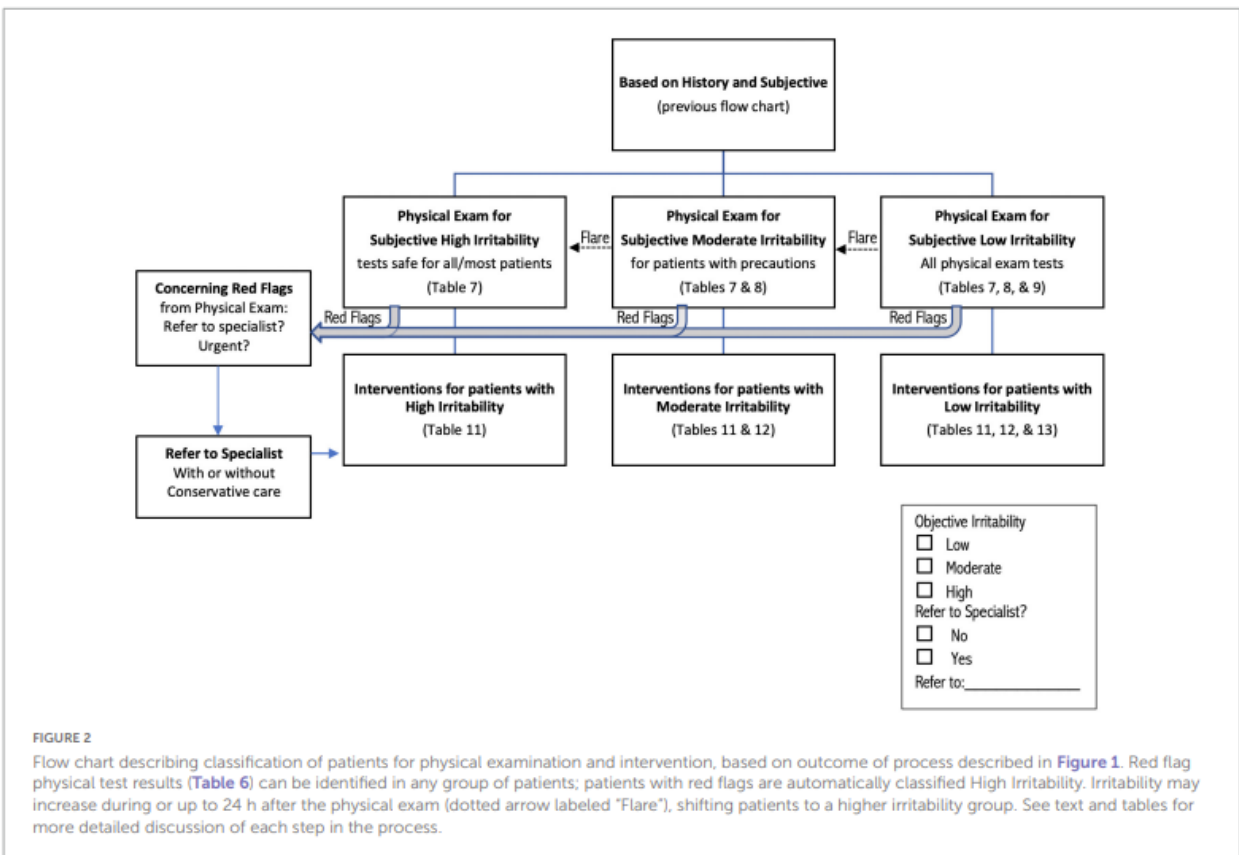 Based on History and Subjective
(previous flow chart)
Physical Exam for
Subjective High Irritability
tests safe for all/most patients
(Table 7)
Flare
Physical Exam for
Subjective Moderate Irritability
for patients with precautions
(Tables 7 & 8)
Flare
Physical Exam for
Subjective Low Irritability
All physical exam tests
(Tables 7, 8, & 9)
Concerning Red Flags
from Physical Exam:
Refer to specialist?
Urgent?
Red Flags
Red Flags
Red Flags
Interventions for patients with
High Irritability
(Table 11)
Interventions for patients with
Moderate Irritability
(Tables 11 & 12)
Interventions for patients with
Low Irritability
(Tables 11, 12, & 13)
Refer to Specialist
With or without
Conservative care
Objective Irritability
Low
Moderate
High
Refer to Specialist?
No
Yes
Refer to:____________
FIGURE 2
Flow chart describing classification of patients for physical examination and intervention, based on outcome of process described in Figure 1. Red flag
physical test results (Table 6) can be identified in any group of patients; patients with red flags are automatically classified High Irritability. Irritability may
increase during or up to 24 h after the physical exam (dotted arrow labeled "Flare"), shifting patients to a higher irritability group. See text and tables for
more detailed discussion of each step in the process.